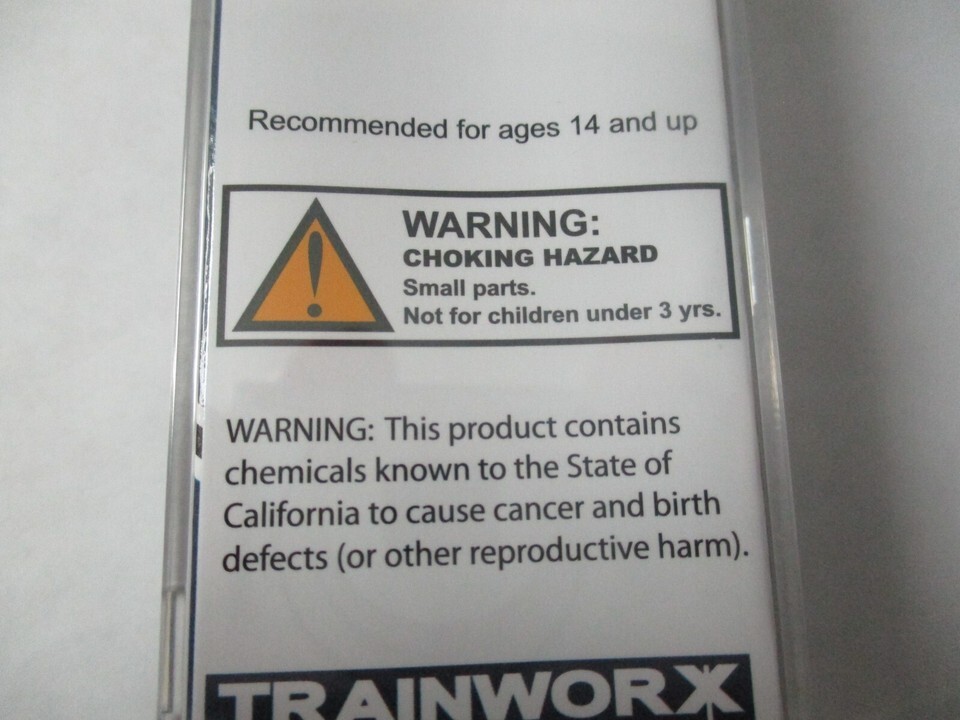 Recommended for ages 14 and up
WARNING:
CHOKING HAZARD
Small parts.
Not for children under 3 yrs.
WARNING: This product contains
chemicals known to the State of
California to cause cancer and birth
defects (or other reproductive harm).
TRAINWORX